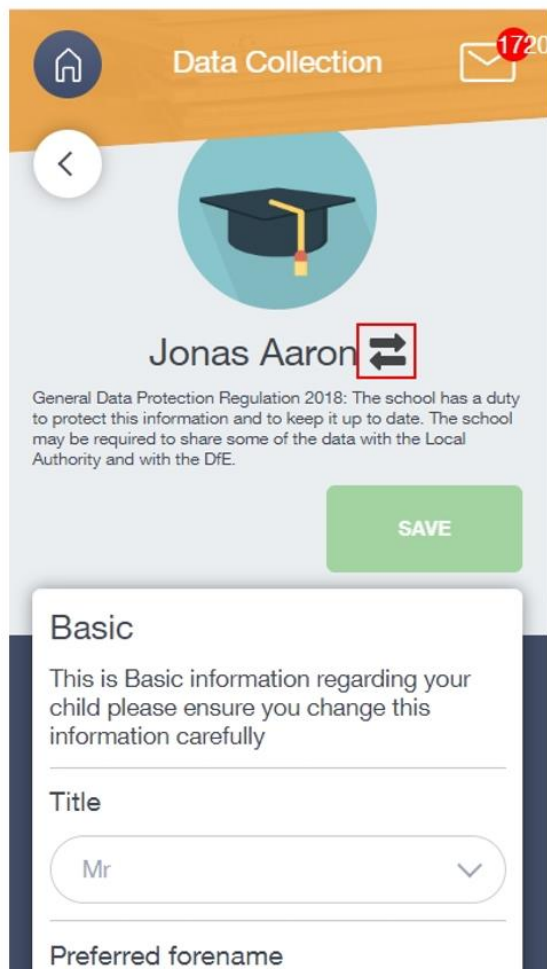 Data Collection
1720
Jonas Aaron
General Data Protection Regulation 2018: The school has a duty
to protect this information and to keep it up to date. The school
may be required to share some of the data with the Local
Authority and with the DfE.
SAVE
Basic
This is Basic information regarding your
child please ensure you change this
information carefully
Title
Mr
Preferred forename